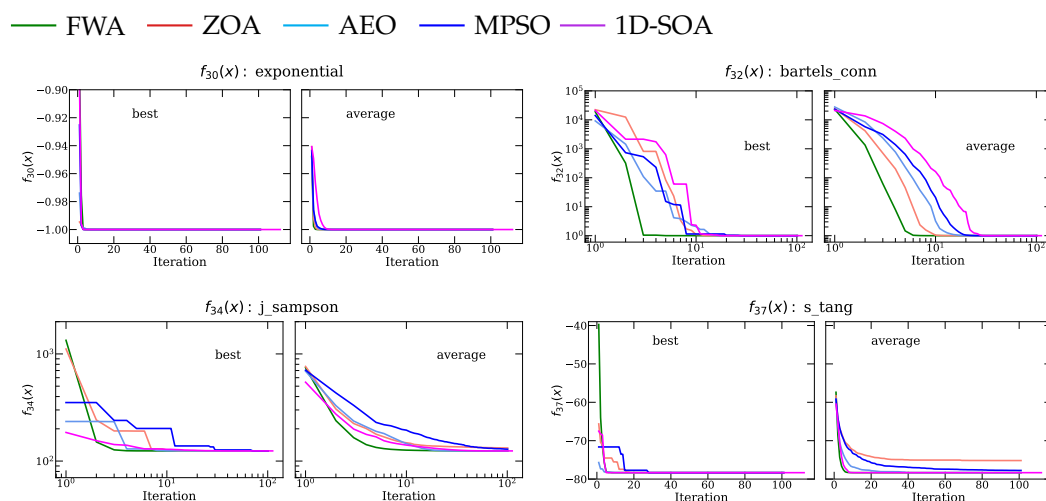 FWA ZOA AEO MPSO 1D-SOA
f30(x): exponential
f30(x)
−0.90
−0.92
−0.94
−0.96
−0.98
−1.00
best
0 20 40 60 80 100
Iteration
average
0 20 40 60 80 100
Iteration
f32(x): bartels_conn
f32(x)
10^5
10^4
10^3
10^2
10^1
10^0
best
10^0 10^1 10^2
Iteration
average
10^0 10^1 10^2
Iteration
f34(x): j_sampson
f34(x)
10^3
10^2
best
10^0 10^1 10^2
Iteration
average
10^0 10^1 10^2
Iteration
f37(x): s_tang
f37(x)
−40
−50
−60
−70
−80
best
0 20 40 60 80 100
Iteration
average
0 20 40 60 80 100
Iteration